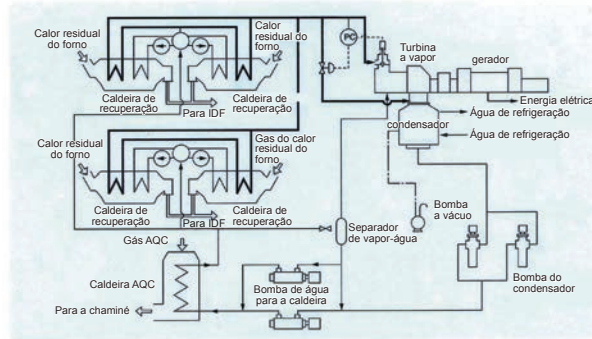 Calor residual
do forno
Calor
residual do
forno
Caldeira de
recuperação
Para IDF
Caldeira de
recuperação
PC
Turbina
a vapor
gerador
Energia elétrica
condensador
Água de refrigeração
Água de refrigeração
Calor residual
do forno
Gas do calor
residual do
forno
Caldeira de
recuperação
Para IDF
Caldeira de
recuperação
Bomba
a vácuo
Separador
de vapor-água
Bomba do
condensador
Gás AQC
Caldeira AQC
Para a chaminé
Bomba de água
para a caldeira